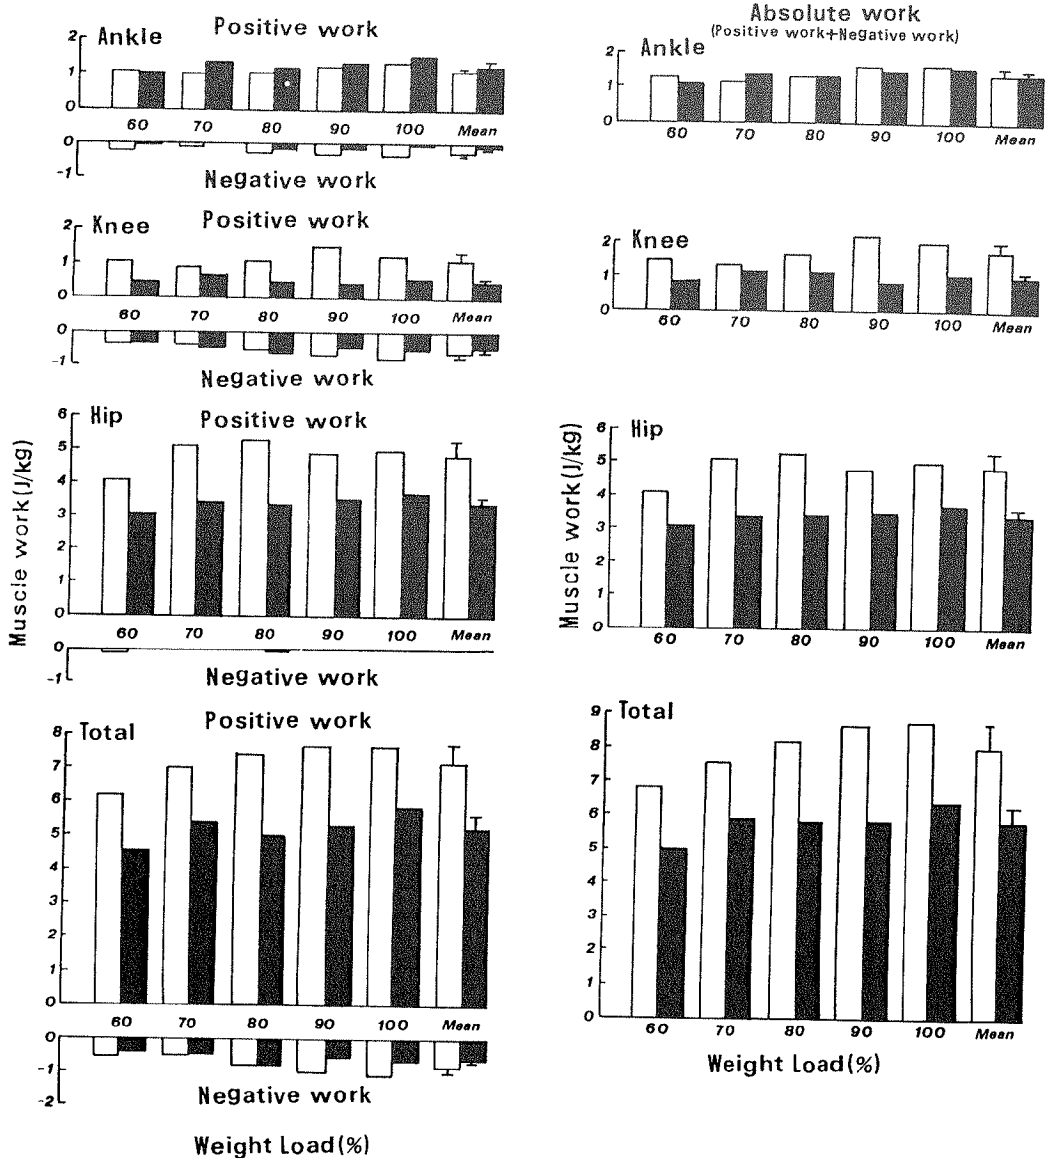 Positive work
Ankle
2
1
0
60 70 80 90 100 Mean
0
-1
Negative work
Positive work
Knee
2
1
0
60 70 80 90 100 Mean
0
-1
Negative work
Positive work
Hip
6
5
4
3
2
1
0
60 70 80 90 100 Mean
0
-1
Negative work
Muscle work (J/kg)
Positive work
Total
8
7
6
5
4
3
2
1
0
60 70 80 90 100 Mean
0
-1
-2
Negative work
Weight Load (%)
Absolute work
(Positive work+Negative work)
Ankle
2
1
0
60 70 80 90 100 Mean
Knee
2
1
0
60 70 80 90 100 Mean
Hip
6
5
4
3
2
1
0
60 70 80 90 100 Mean
Muscle work (J/kg)
Total
9
8
7
6
5
4
3
2
1
0
60 70 80 90 100 Mean
Weight Load (%)